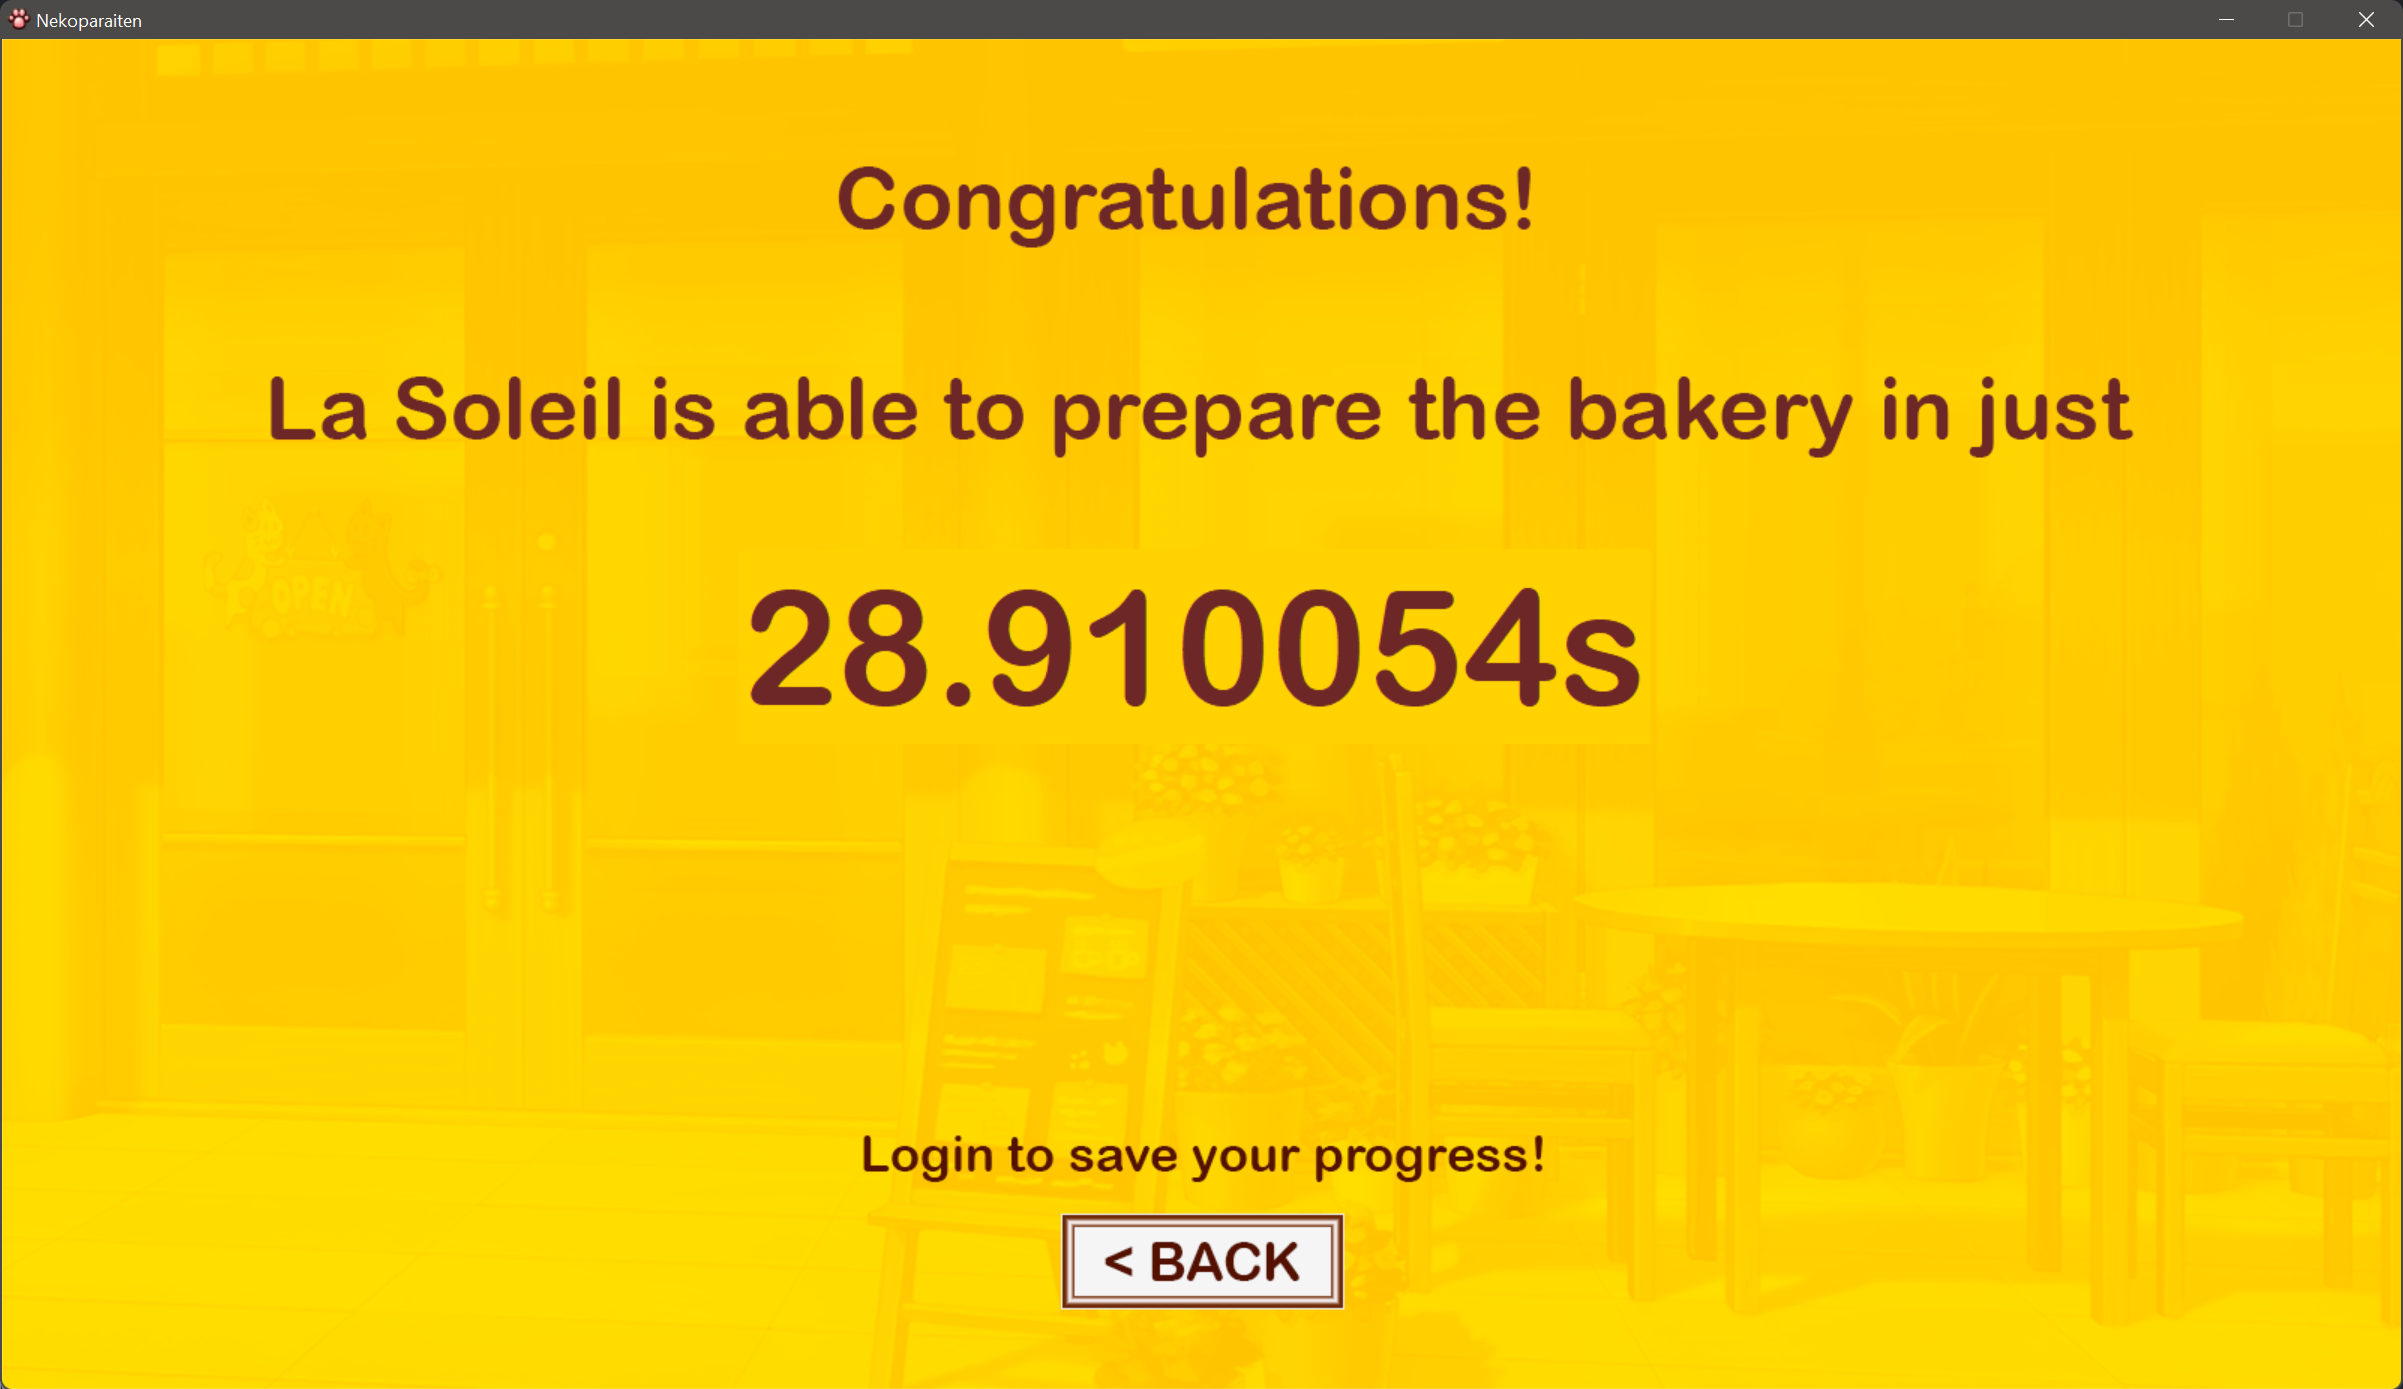 Nekoparaiten
Congratulations!
La Soleil is able to prepare the bakery in just
OPEN
28.910054s
Login to save your progress!
< BACK